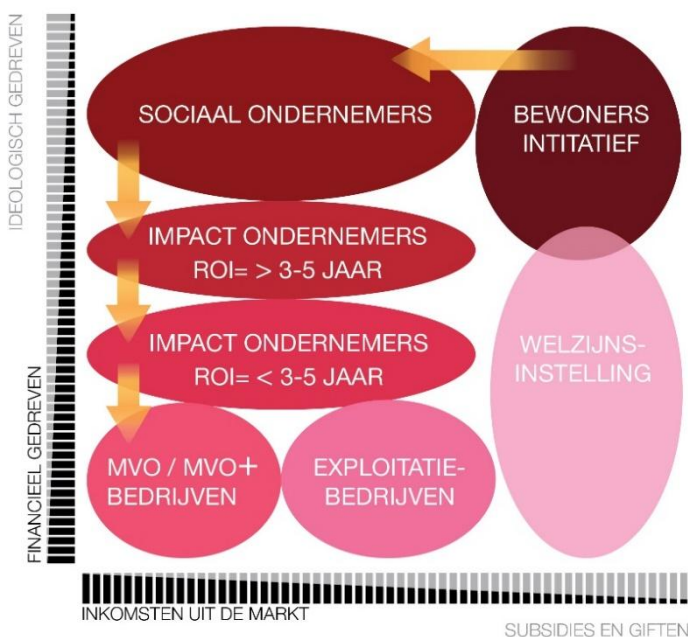 IDEOLOGISCH GEDREVEN
FINANCIEEL GEDREVEN
SOCIAAL ONDERNEMERS
BEWONERS
INTITATIEF
IMPACT ONDERNEMERS
ROI= > 3-5 JAAR
IMPACT ONDERNEMERS
ROI= < 3-5 JAAR
WELZIJNS-
INSTELLING
MVO / MVO+
BEDRIJVEN
EXPLOITATIE-
BEDRIJVEN
INKOMSTEN UIT DE MARKT
SUBSIDIES EN GIFTEN